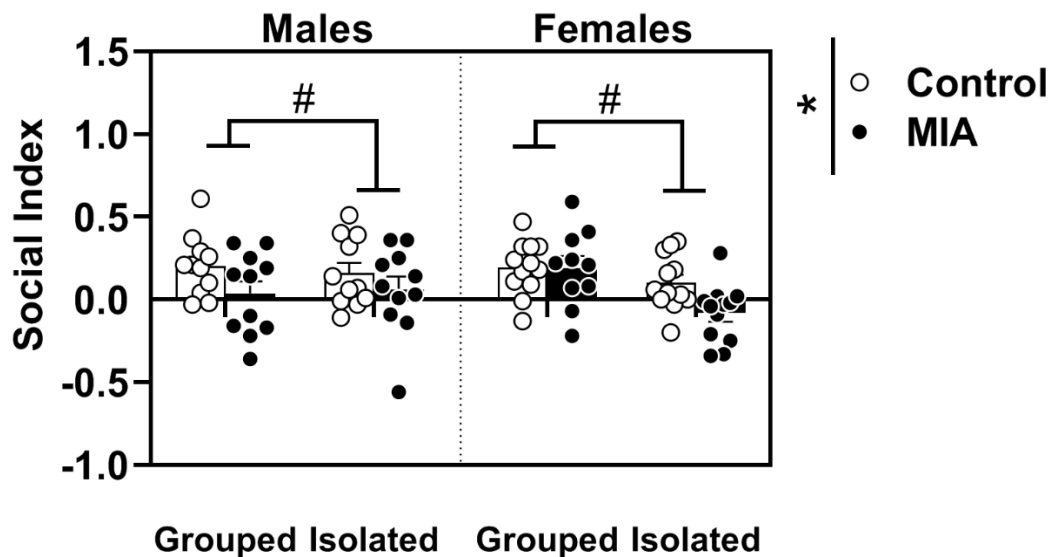 Males Females
1.5
1.0
0.5
0.0
-0.5
-1.0
Social Index
# #
*
Control
MIA
Grouped Isolated Grouped Isolated